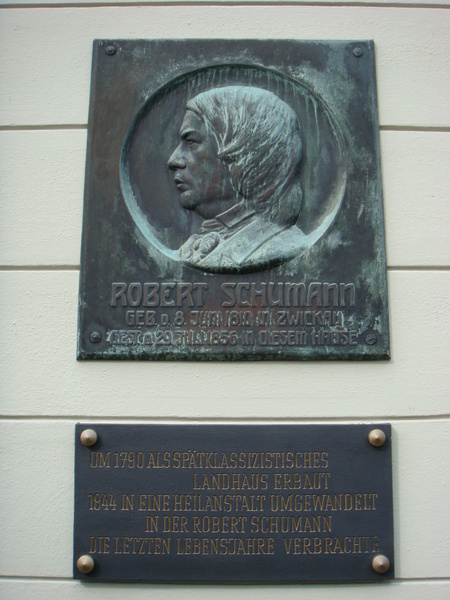 ROBERT SCHUMANN
GEB. D. 8. JUNI 1810 IN ZWICKAU
GEST. D. 29. JULI 1856 IN DIESEM HAUSE
UM 1790 ALS SPÄTKLASSIZISTISCHES
LANDHAUS ERBAUT
1844 IN EINE HEILANSTALT UMGEWANDELT
IN DER ROBERT SCHUMANN
DIE LETZTEN LEBENSJAHRE VERBRACHTE